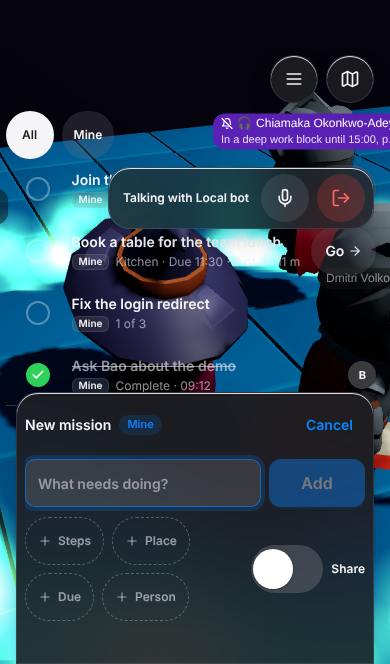 Chiamaka Okonkwo-Adey
In a deep work block until 15:00, p
All
Mine
Join t
Mine
Talking with Local bot
Book a table for the team lunch
Mine
Kitchen · Due 11:30
1 m
Go →
Dmitri Volko
Fix the login redirect
Mine
1 of 3
Ask Bao about the demo
Mine
Complete · 09:12
B
New mission
Mine
Cancel
What needs doing?
Add
+ Steps
+ Place
Share
+ Due
+ Person